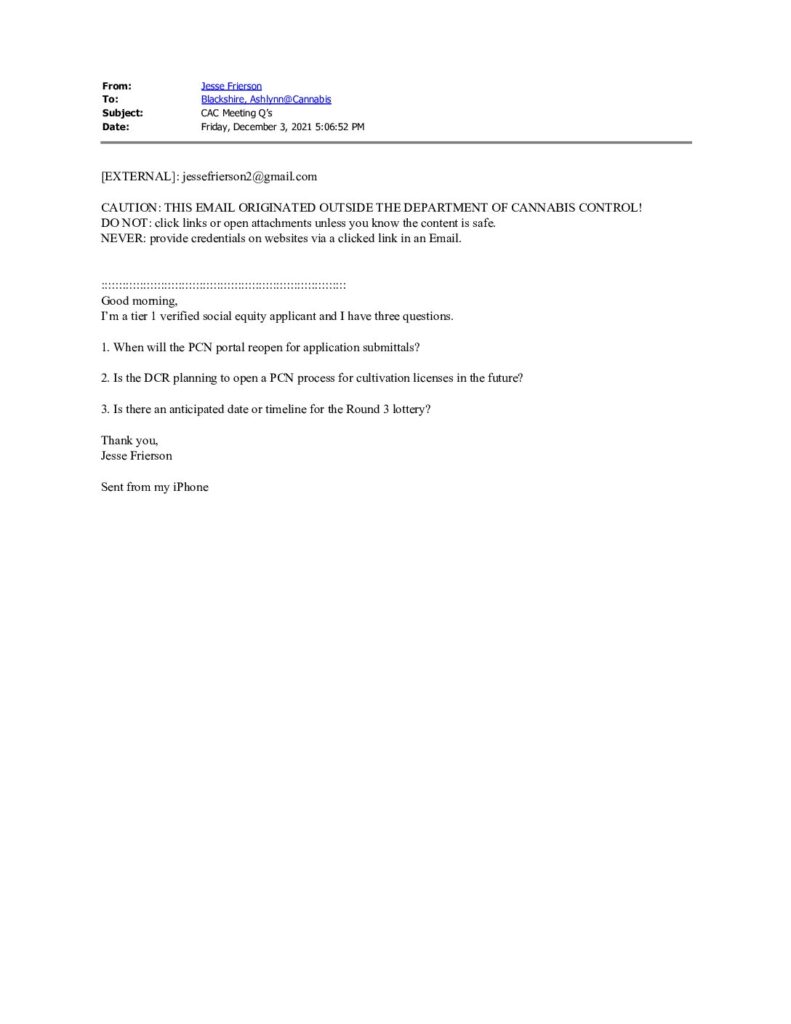 From: Jesse Frierson
To: Blackshire, Ashlynn@Cannabis
Subject: CAC Meeting Q's
Date: Friday, December 3, 2021 5:06:52 PM
[EXTERNAL]: jessefrierson2@gmail.com
CAUTION: THIS EMAIL ORIGINATED OUTSIDE THE DEPARTMENT OF CANNABIS CONTROL!
DO NOT: click links or open attachments unless you know the content is safe.
NEVER: provide credentials on websites via a clicked link in an Email.
::::::::::::::::::::::::::::::::::::::::::::::::::::::::::::::::::::::
Good morning,
I'm a tier 1 verified social equity applicant and I have three questions.
1. When will the PCN portal reopen for application submittals?
2. Is the DCR planning to open a PCN process for cultivation licenses in the future?
3. Is there an anticipated date or timeline for the Round 3 lottery?
Thank you,
Jesse Frierson
Sent from my iPhone